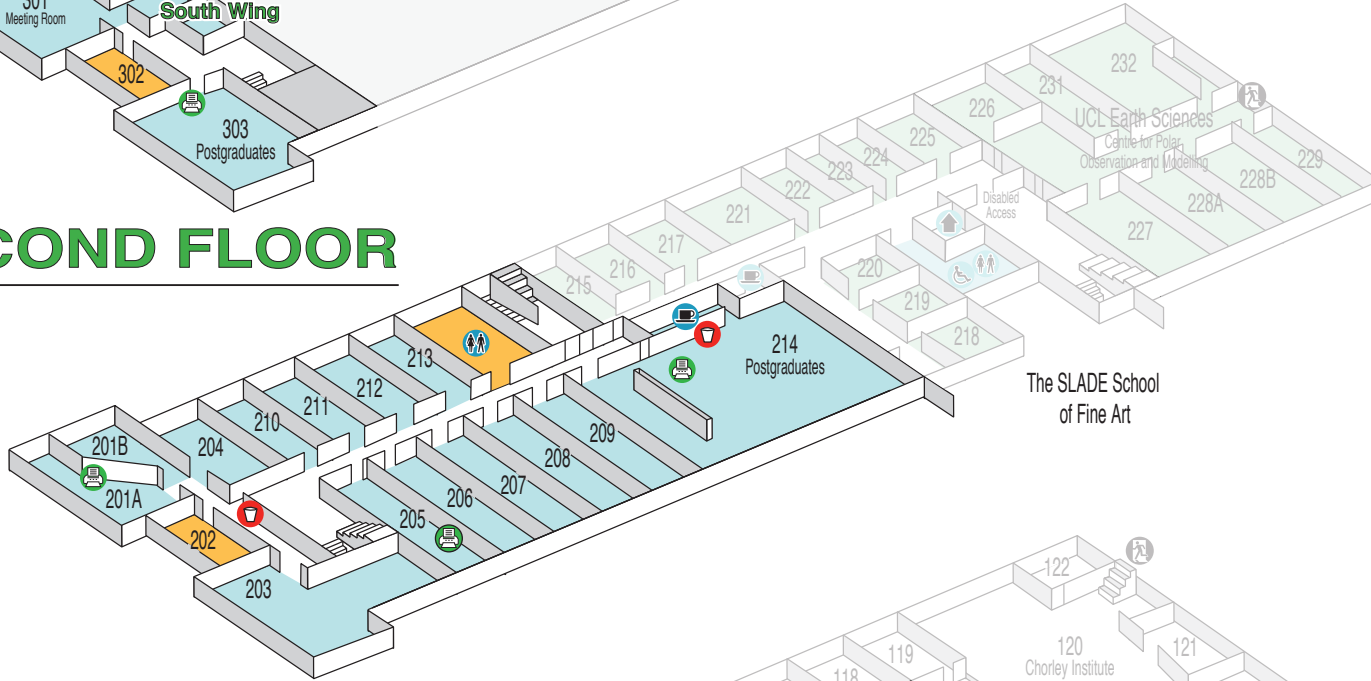 301
Meeting Room
South Wing
302
303
Postgraduates
COND FLOOR
232
231
226
UCL Earth Sciences
Centre for Polar
Observation and Modelling
225
224
223
222
221
217
216
215
229
228B
228A
227
Disabled
Access
220
219
218
214
Postgraduates
213
212
211
210
204
201B
201A
209
208
207
206
205
202
203
The SLADE School
of Fine Art
122
120
Chorley Institute
121
119
118